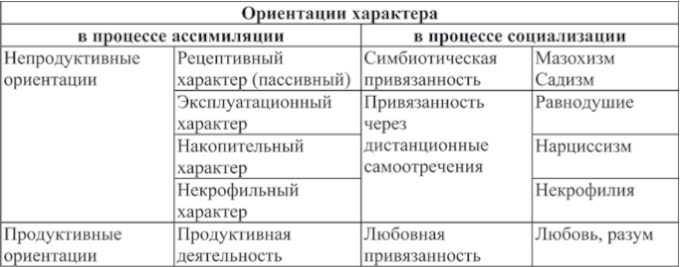 Ориентации характера
в процессе ассимиляции
в процессе социализации
Непродуктивные
ориентации
Рецептивный
характер (пассивный)
Симбиотическая
привязанность
Мазохизм
Садизм
Эксплуатационный
характер
Привязанность
через
дистанционные
самоотречения
Равнодушие
Накопительный
характер
Нарциссизм
Некрофильный
характер
Некрофилия
Продуктивные
ориентации
Продуктивная
деятельность
Любовная
привязанность
Любовь, разум